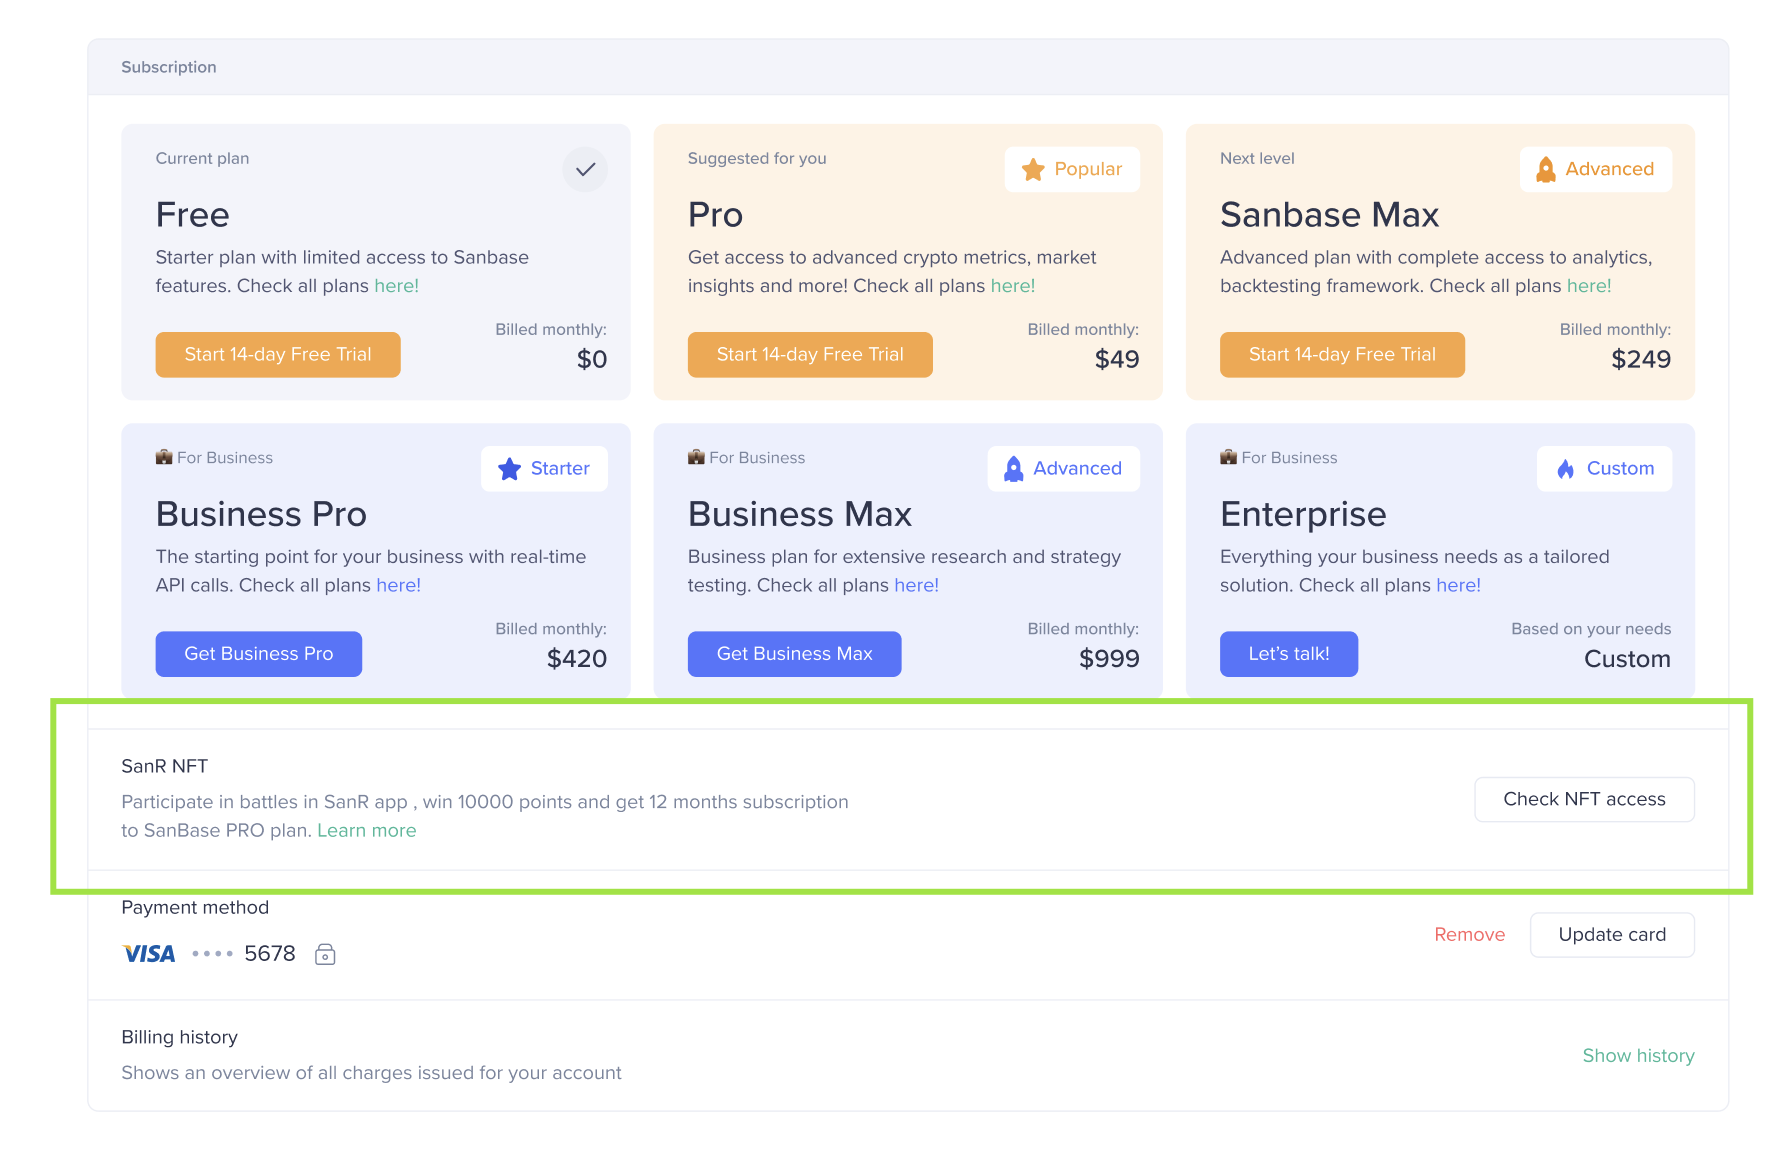 Subscription
Current plan
Free
Starter plan with limited access to Sanbase
features. Check all plans here!
Start 14-day Free Trial
Billed monthly:
$0
Suggested for you
Popular
Pro
Get access to advanced crypto metrics, market
insights and more! Check all plans here!
Start 14-day Free Trial
Billed monthly:
$49
Next level
Advanced
Sanbase Max
Advanced plan with complete access to analytics,
backtesting framework. Check all plans here!
Start 14-day Free Trial
Billed monthly:
$249
For Business
Starter
Business Pro
The starting point for your business with real-time
API calls. Check all plans here!
Get Business Pro
Billed monthly:
$420
For Business
Advanced
Business Max
Business plan for extensive research and strategy
testing. Check all plans here!
Get Business Max
Billed monthly:
$999
For Business
Custom
Enterprise
Everything your business needs as a tailored
solution. Check all plans here!
Let's talk!
Based on your needs
Custom
SanR NFT
Participate in battles in SanR app , win 10000 points and get 12 months subscription
to SanBase PRO plan. Learn more
Check NFT access
Payment method
VISA •••• 5678
Remove
Update card
Billing history
Shows an overview of all charges issued for your account
Show history